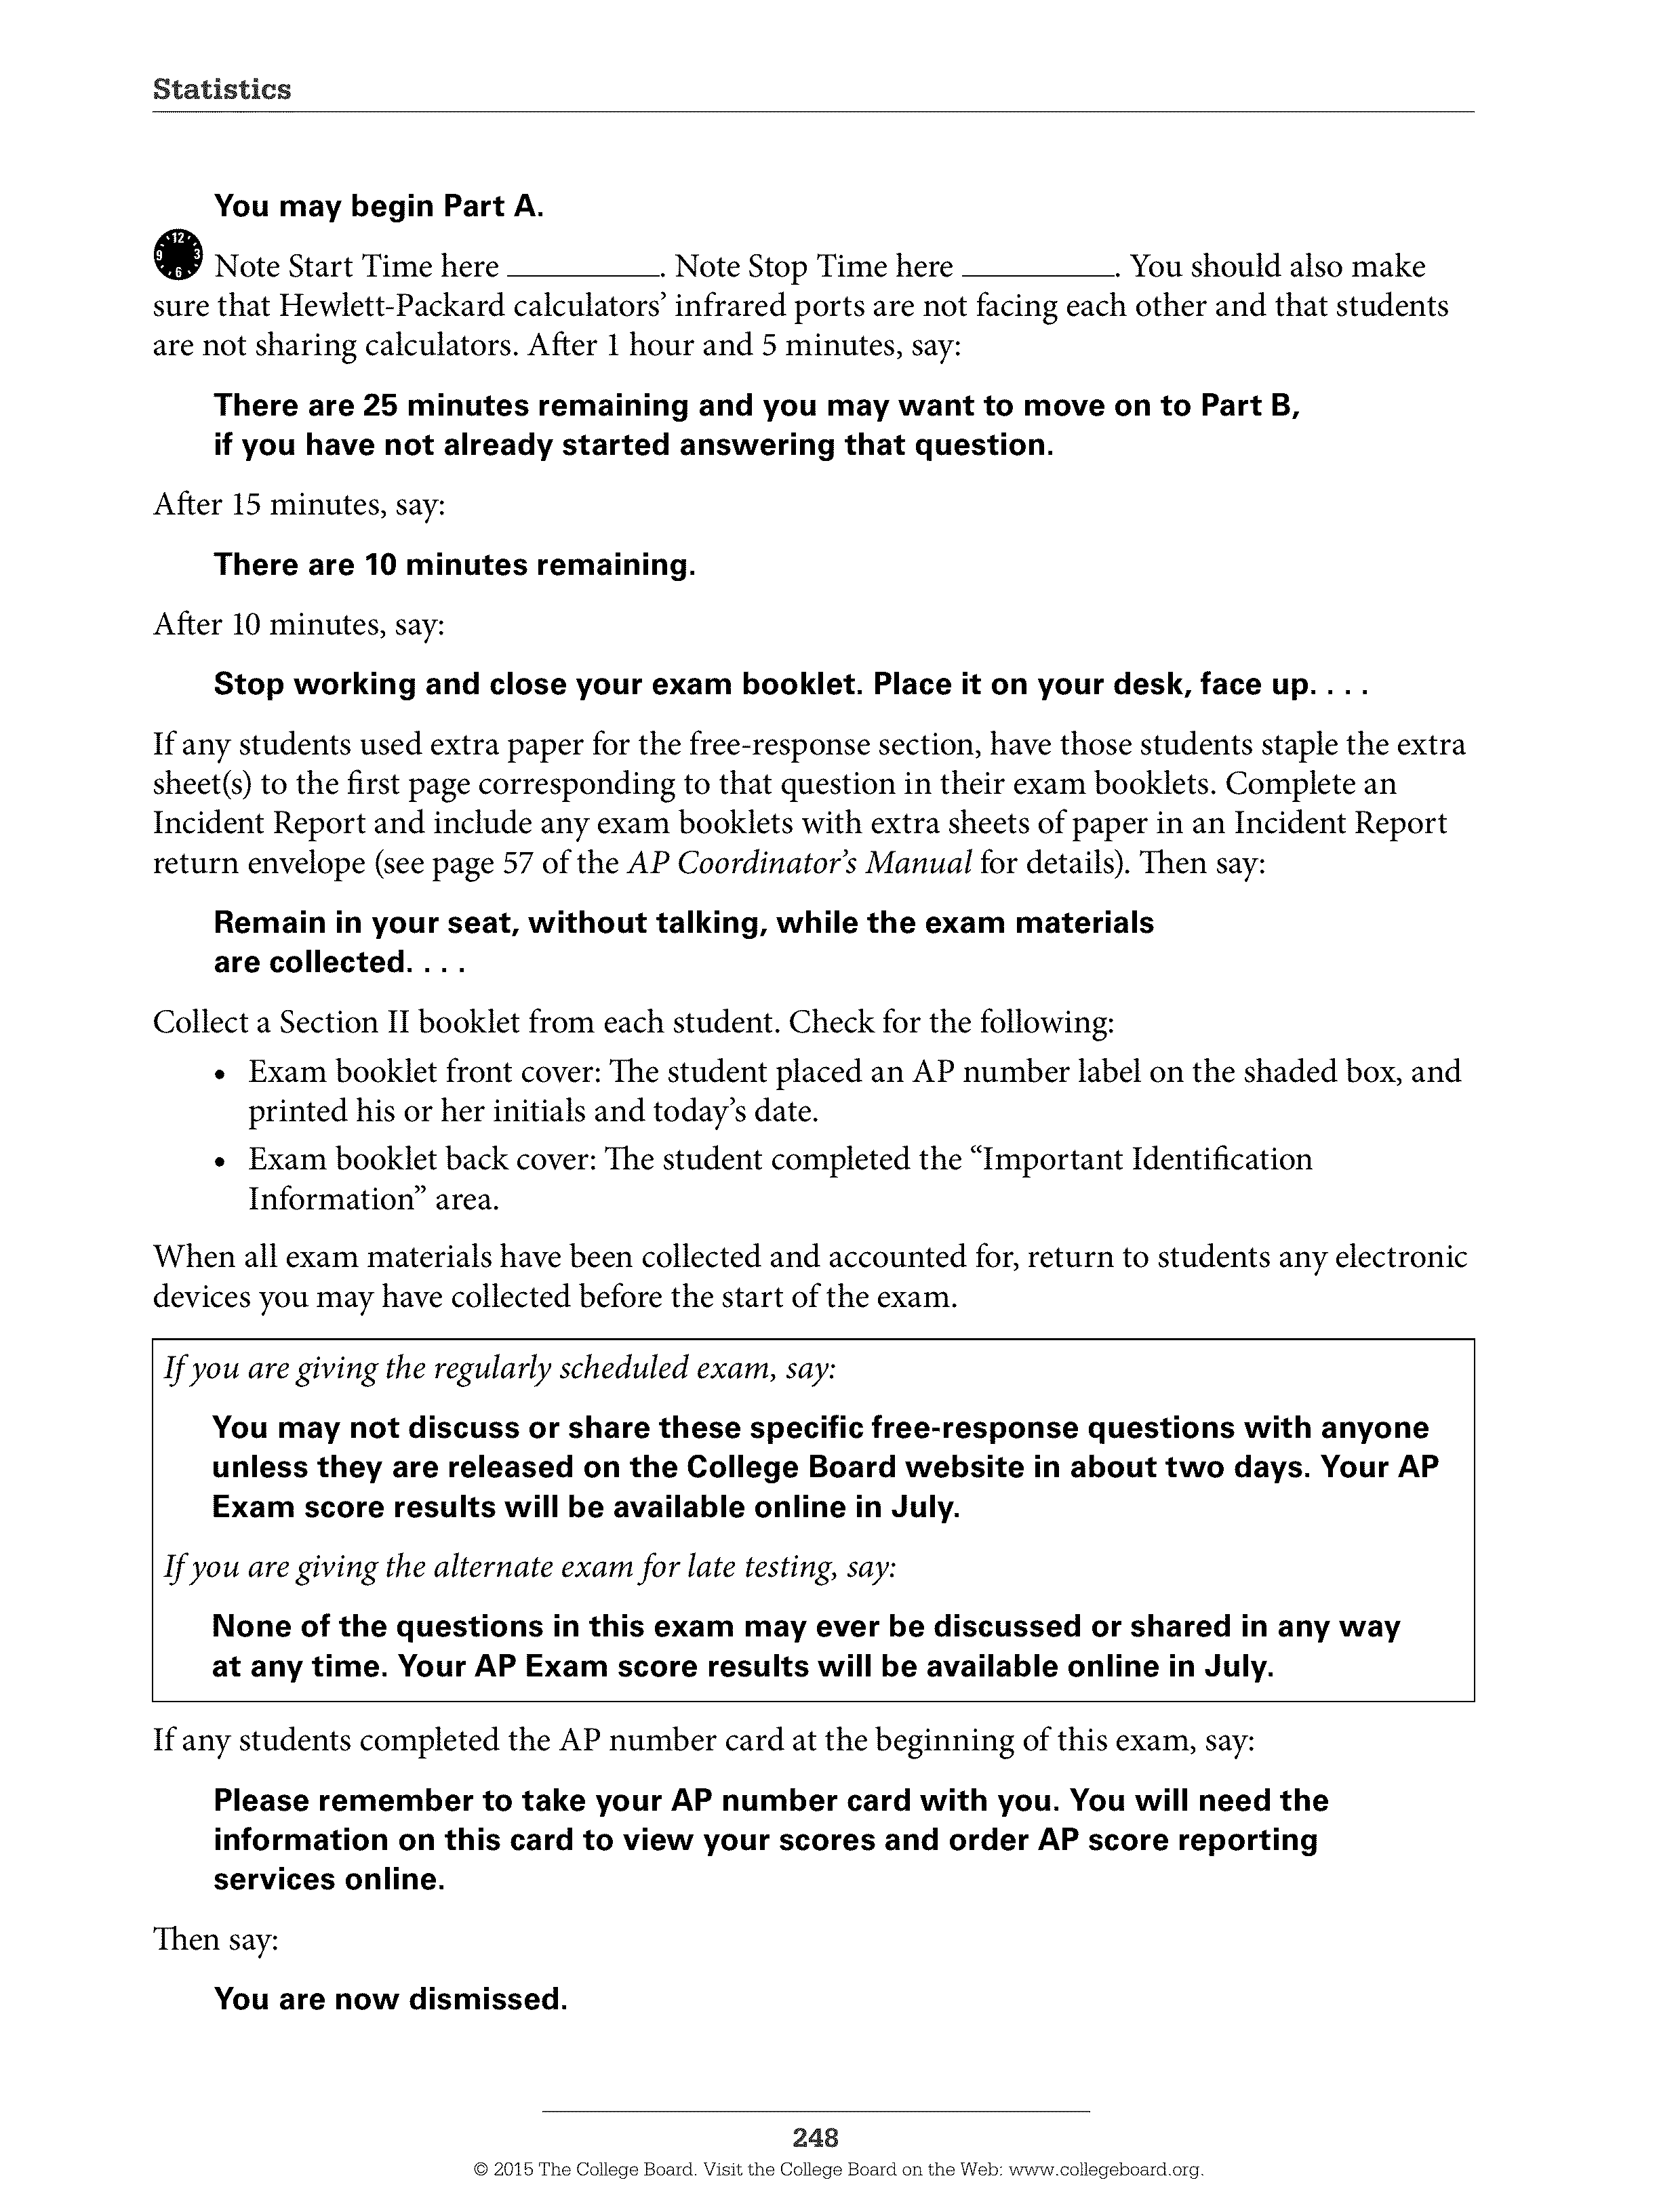 Statistics
You may begin Part A.
12
9 3
6
Note Start Time here __________. Note Stop Time here __________. You should also make
sure that Hewlett-Packard calculators’ infrared ports are not facing each other and that students
are not sharing calculators. After 1 hour and 5 minutes, say:
There are 25 minutes remaining and you may want to move on to Part B,
if you have not already started answering that question.
After 15 minutes, say:
There are 10 minutes remaining.
After 10 minutes, say:
Stop working and close your exam booklet. Place it on your desk, face up. . . .
If any students used extra paper for the free-response section, have those students staple the extra
sheet(s) to the first page corresponding to that question in their exam booklets. Complete an
Incident Report and include any exam booklets with extra sheets of paper in an Incident Report
return envelope (see page 57 of the AP Coordinator’s Manual for details). Then say:
Remain in your seat, without talking, while the exam materials
are collected. . . .
Collect a Section II booklet from each student. Check for the following:
• Exam booklet front cover: The student placed an AP number label on the shaded box, and
printed his or her initials and today’s date.
• Exam booklet back cover: The student completed the “Important Identification
Information” area.
When all exam materials have been collected and accounted for, return to students any electronic
devices you may have collected before the start of the exam.
If you are giving the regularly scheduled exam, say:
You may not discuss or share these specific free-response questions with anyone
unless they are released on the College Board website in about two days. Your AP
Exam score results will be available online in July.
If you are giving the alternate exam for late testing, say:
None of the questions in this exam may ever be discussed or shared in any way
at any time. Your AP Exam score results will be available online in July.
If any students completed the AP number card at the beginning of this exam, say:
Please remember to take your AP number card with you. You will need the
information on this card to view your scores and order AP score reporting
services online.
Then say:
You are now dismissed.
248
© 2015 The College Board. Visit the College Board on the Web: www.collegeboard.org.